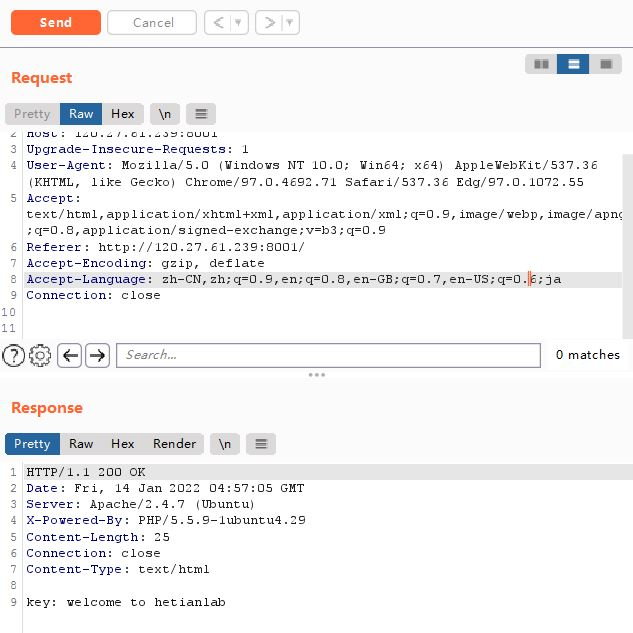 Send
Cancel
Request
Pretty
Raw
Hex
\n
2 Host: 120.27.61.239:8001
3 Upgrade-Insecure-Requests: 1
4 User-Agent: Mozilla/5.0 (Windows NT 10.0; Win64; x64) AppleWebKit/537.36
(KHTML, like Gecko) Chrome/97.0.4692.71 Safari/537.36 Edg/97.0.1072.55
5 Accept:
text/html,application/xhtml+xml,application/xml;q=0.9,image/webp,image/apng
;q=0.8,application/signed-exchange;v=b3;q=0.9
6 Referer: http://120.27.61.239:8001/
7 Accept-Encoding: gzip, deflate
8 Accept-Language: zh-CN,zh;q=0.9,en;q=0.8,en-GB;q=0.7,en-US;q=0.6;ja
9 Connection: close
10
11
Search...
0 matches
Response
Pretty
Raw
Hex
Render
\n
1 HTTP/1.1 200 OK
2 Date: Fri, 14 Jan 2022 04:57:05 GMT
3 Server: Apache/2.4.7 (Ubuntu)
4 X-Powered-By: PHP/5.5.9-1ubuntu4.29
5 Content-Length: 25
6 Connection: close
7 Content-Type: text/html
8
9 key: welcome to hetianlab